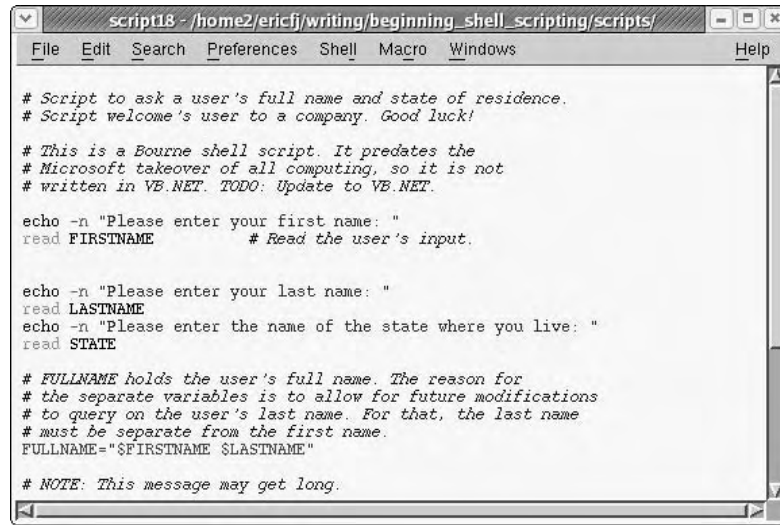 script18 - /home2/ericfj/writing/beginning_shell_scripting/scripts/
File Edit Search Preferences Shell Macro Windows Help
# Script to ask a user's full name and state of residence.
# Script welcome's user to a company. Good luck!
# This is a Bourne shell script. It predates the
# Microsoft takeover of all computing, so it is not
# written in VB.NET. TODO: Update to VB.NET.
echo -n "Please enter your first name: "
read FIRSTNAME # Read the user's input.
echo -n "Please enter your last name: "
read LASTNAME
echo -n "Please enter the name of the state where you live: "
read STATE
# FULLNAME holds the user's full name. The reason for
# the separate variables is to allow for future modifications
# to query on the user's last name. For that, the last name
# must be separate from the first name.
FULLNAME="$FIRSTNAME $LASTNAME"
# NOTE: This message may get long.